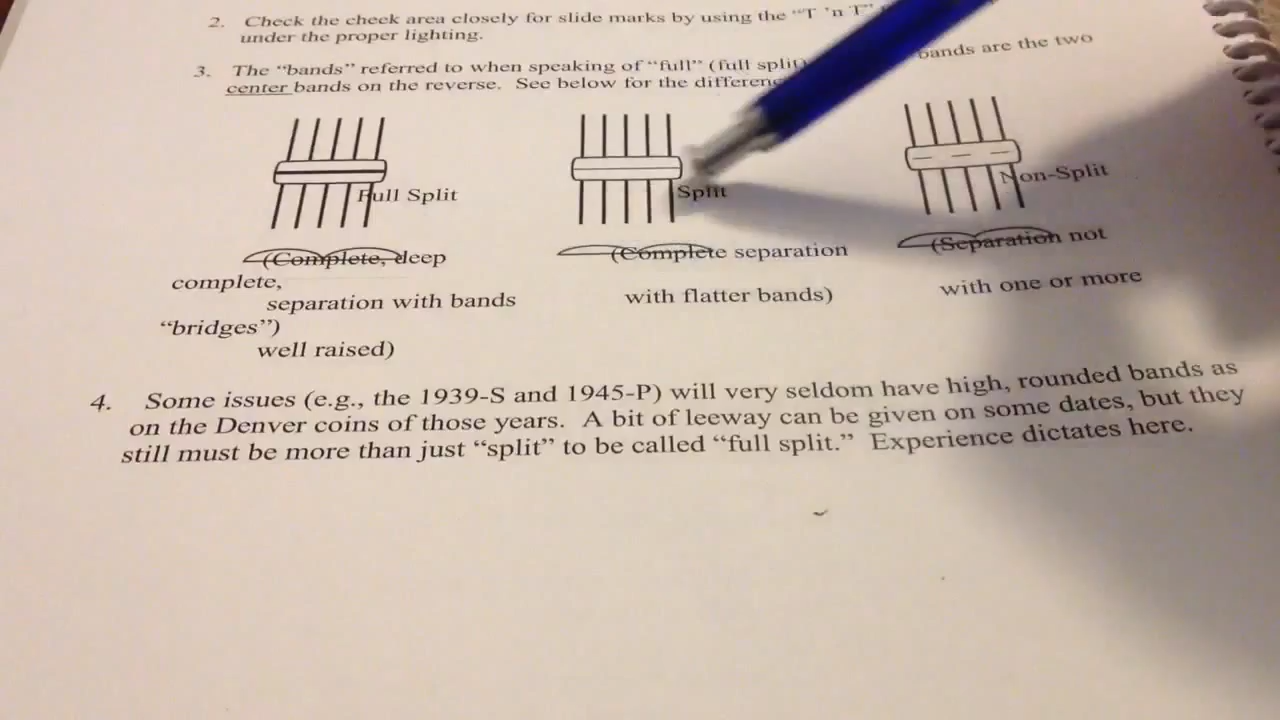 2. Check the cheek area closely for slide marks by using the “T ’n T”
under the proper lighting.
3. The “bands” referred to when speaking of “full” (full split) bands are the two
center bands on the reverse. See below for the
Full Split
Split
Non-Split
(Complete, deep
(Complete separation
(Separation not
complete,
separation with bands
with flatter bands)
with one or more
“bridges”)
well raised)
4. Some issues (e.g., the 1939-S and 1945-P) will very seldom have high, rounded bands as
on the Denver coins of those years. A bit of leeway can be given on some dates, but they
still must be more than just “split” to be called “full split.” Experience dictates here.